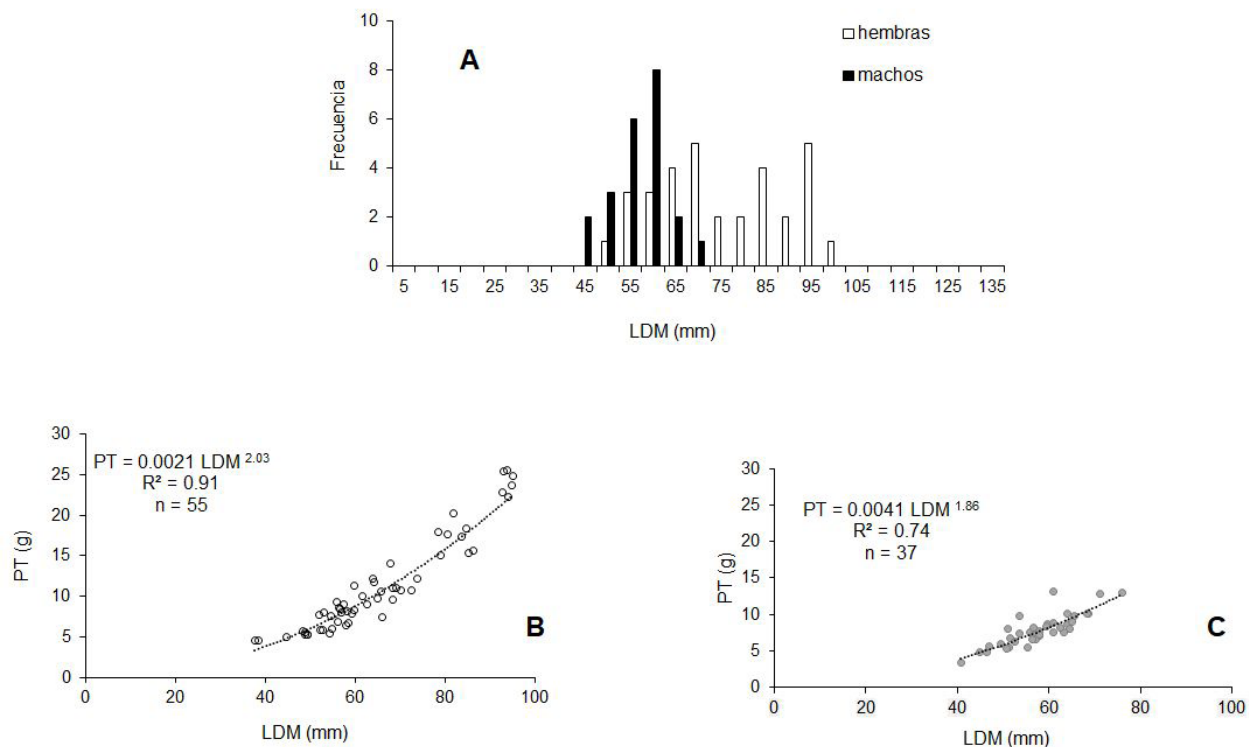 A
hembras
machos
Frecuencia
10
8
6
4
2
0
5 15 25 35 45 55 65 75 85 95 105 115 125 135
LDM (mm)
PT = 0.0021 LDM 2.03
R² = 0.91
n = 55
PT (g)
30
25
20
15
10
5
0
B
0 20 40 60 80 100
LDM (mm)
PT = 0.0041 LDM 1.86
R² = 0.74
n = 37
PT (g)
30
25
20
15
10
5
0
C
0 20 40 60 80 100
LDM (mm)